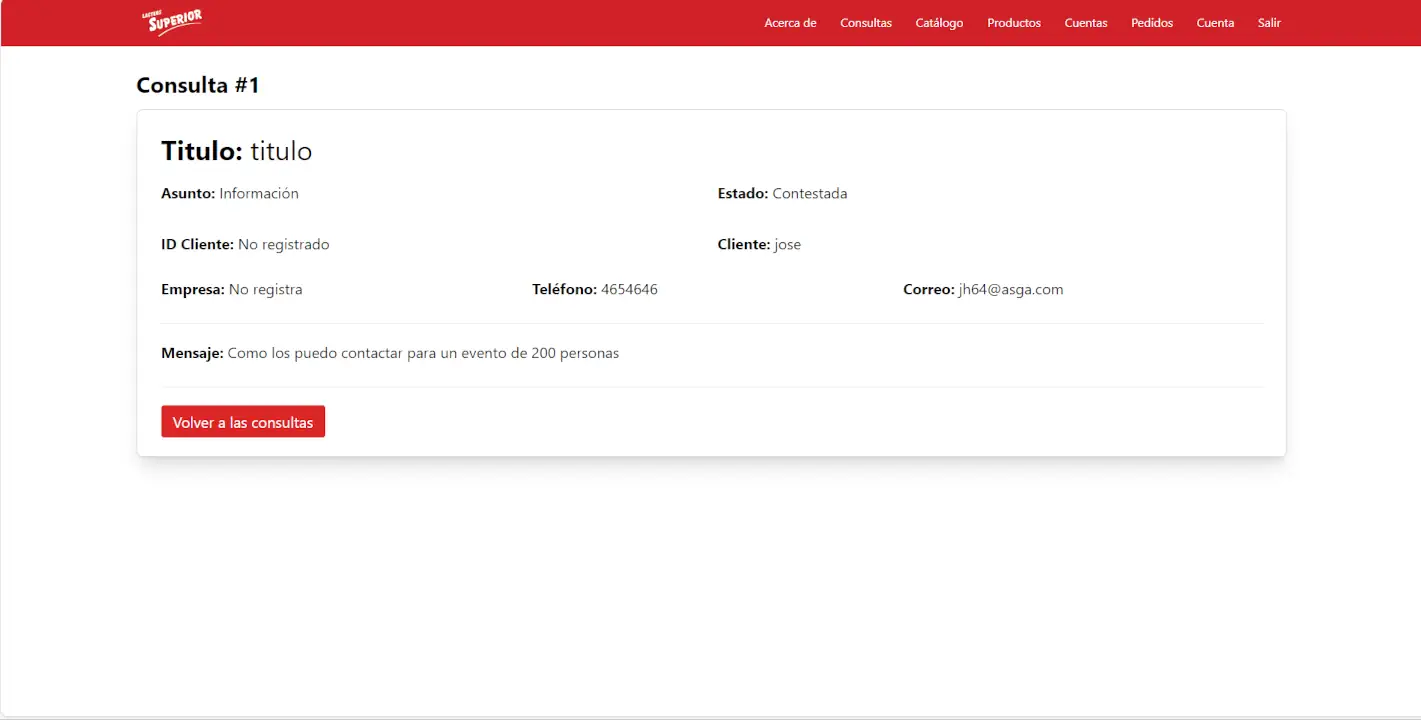 LACTEOS
SUPERIOR
Acerca de Consultas Catálogo Productos Cuentas Pedidos Cuenta Salir
Consulta #1
Titulo: titulo
Asunto: Información Estado: Contestada
ID Cliente: No registrado Cliente: jose
Empresa: No registra Teléfono: 4654646 Correo: jh64@asga.com
Mensaje: Como los puedo contactar para un evento de 200 personas
Volver a las consultas